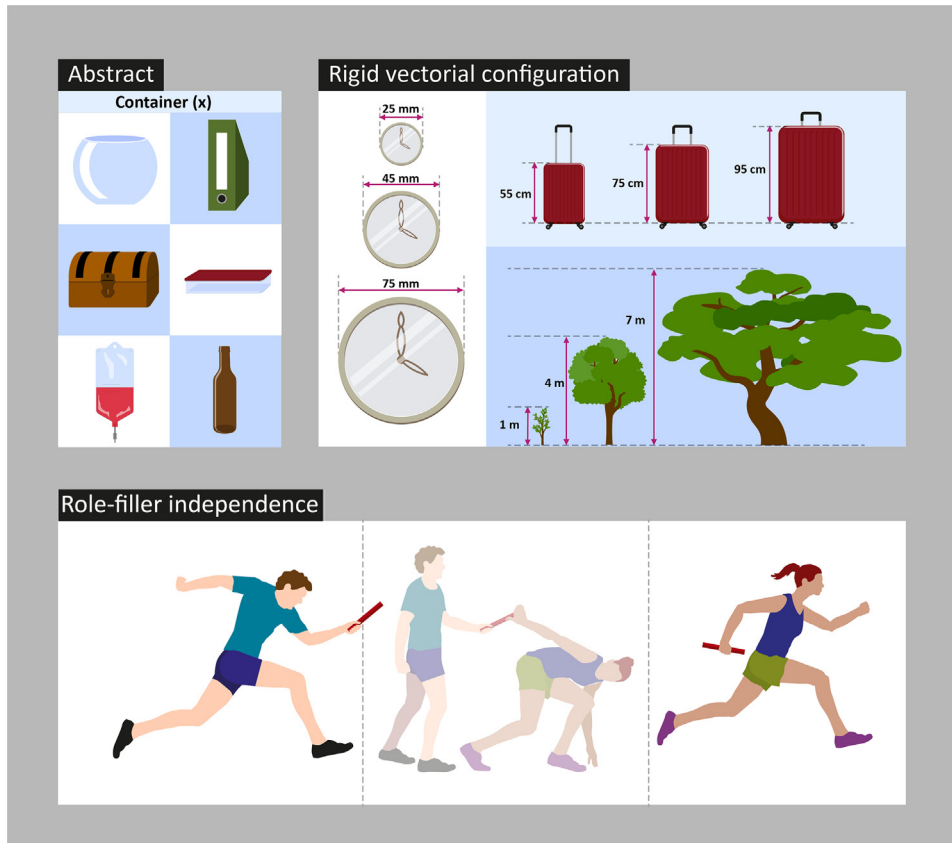 Abstract
Container (x)
Rigid vectorial configuration
25 mm
45 mm
75 mm
55 cm
75 cm
95 cm
1 m
4 m
7 m
Role-filler independence